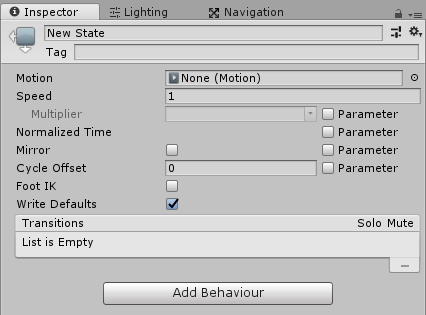 Inspector Lighting Navigation
New State
Tag
Motion None (Motion)
Speed 1
Multiplier Parameter
Normalized Time Parameter
Mirror Parameter
Cycle Offset 0 Parameter
Foot IK
Write Defaults
Transitions Solo Mute
List is Empty
Add Behaviour